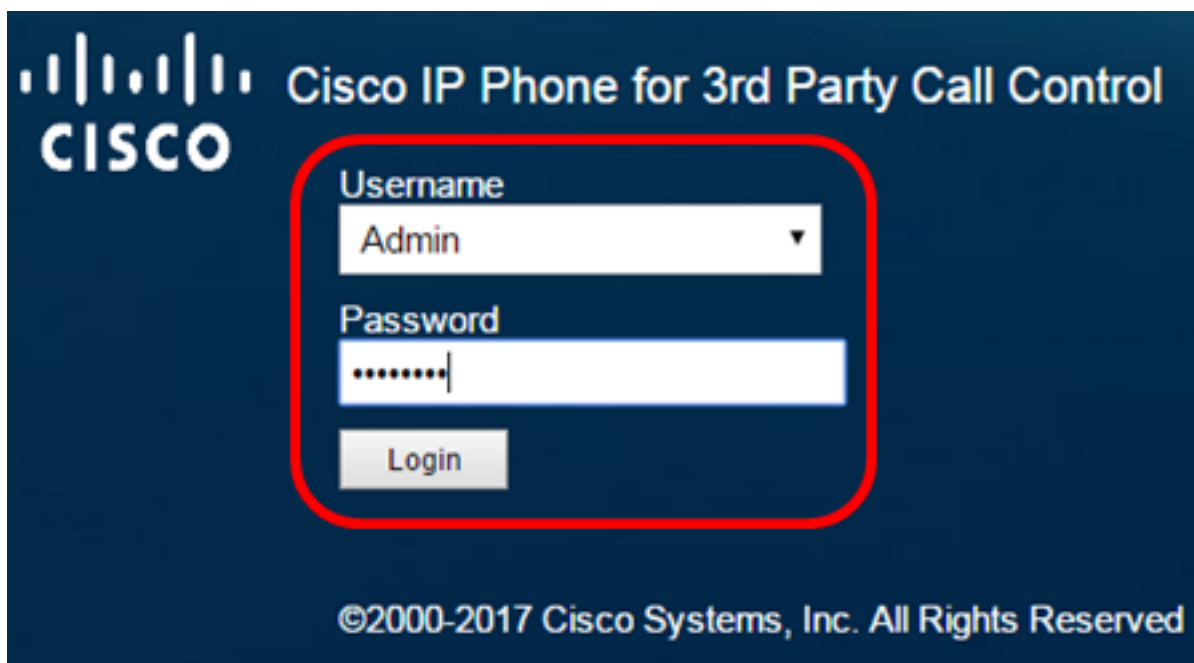 Cisco IP Phone for 3rd Party Call Control
CISCO
Username
Admin
Password
••••••••
Login
©2000-2017 Cisco Systems, Inc. All Rights Reserved